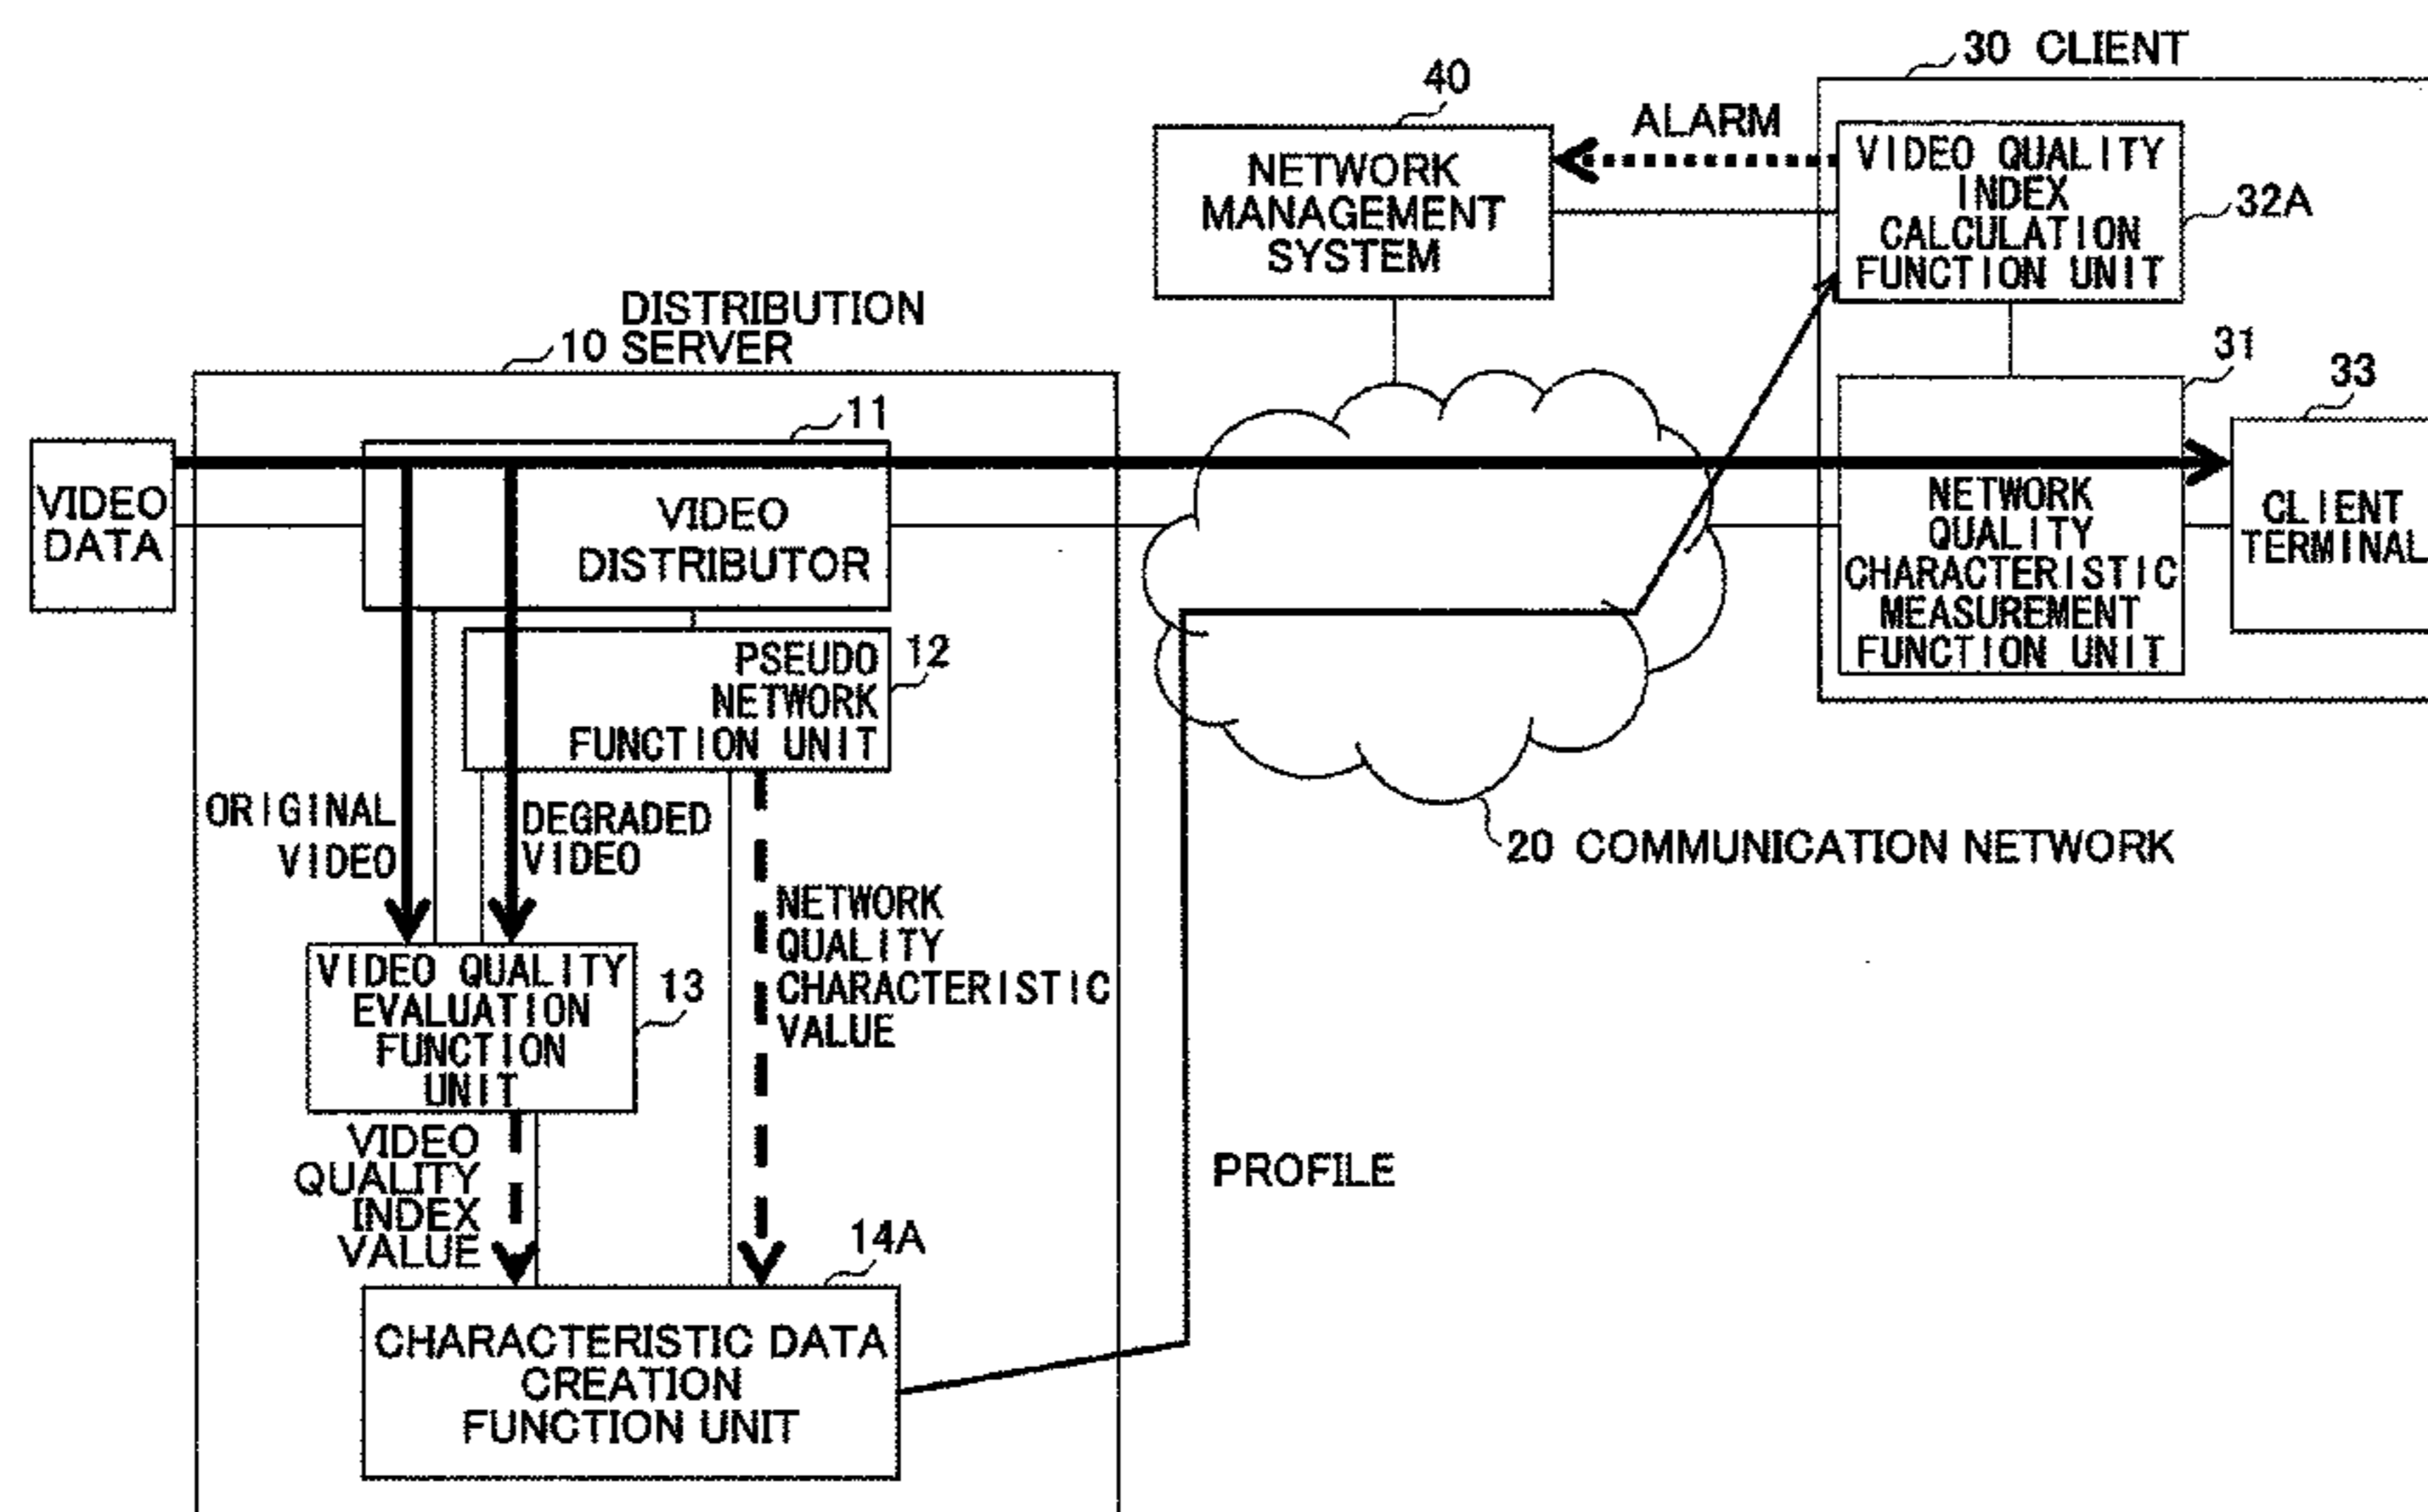 30 CLIENT
40
ALARM
NETWORK
MANAGEMENT
SYSTEM
VIDEO QUALITY
INDEX
CALCULATION
FUNCTION UNIT
32A
DISTRIBUTION
10 SERVER
31
33
11
VIDEO
DATA
VIDEO
DISTRIBUTOR
NETWORK
QUALITY
CHARACTERISTIC
MEASUREMENT
FUNCTION UNIT
CLIENT
TERMINAL
PSEUDO
NETWORK
FUNCTION UNIT
12
ORIGINAL
VIDEO
DEGRADED
VIDEO
20 COMMUNICATION NETWORK
NETWORK
QUALITY
CHARACTERISTIC
VALUE
VIDEO QUALITY
EVALUATION
FUNCTION
UNIT
13
VIDEO
QUALITY
INDEX
VALUE
PROFILE
14A
CHARACTERISTIC DATA
CREATION
FUNCTION UNIT